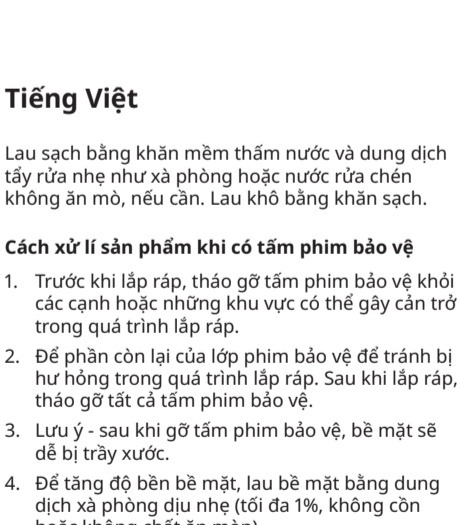 Tiếng Việt
Lau sạch bằng khăn mềm thấm nước và dung dịch
tẩy rửa nhẹ như xà phòng hoặc nước rửa chén
không ăn mò, nếu cần. Lau khô bằng khăn sạch.
Cách xử lí sản phẩm khi có tấm phim bảo vệ
1. Trước khi lắp ráp, tháo gỡ tấm phim bảo vệ khỏi
các cạnh hoặc những khu vực có thể gây cản trở
trong quá trình lắp ráp.
2. Để phần còn lại của lớp phim bảo vệ để tránh bị
hư hỏng trong quá trình lắp ráp. Sau khi lắp ráp,
tháo gỡ tất cả tấm phim bảo vệ.
3. Lưu ý - sau khi gỡ tấm phim bảo vệ, bề mặt sẽ
dễ bị trầy xước.
4. Để tăng độ bền bề mặt, lau bề mặt bằng dung
dịch xà phòng dịu nhẹ (tối đa 1%, không cồn
hoặc không chất ăn mòn)